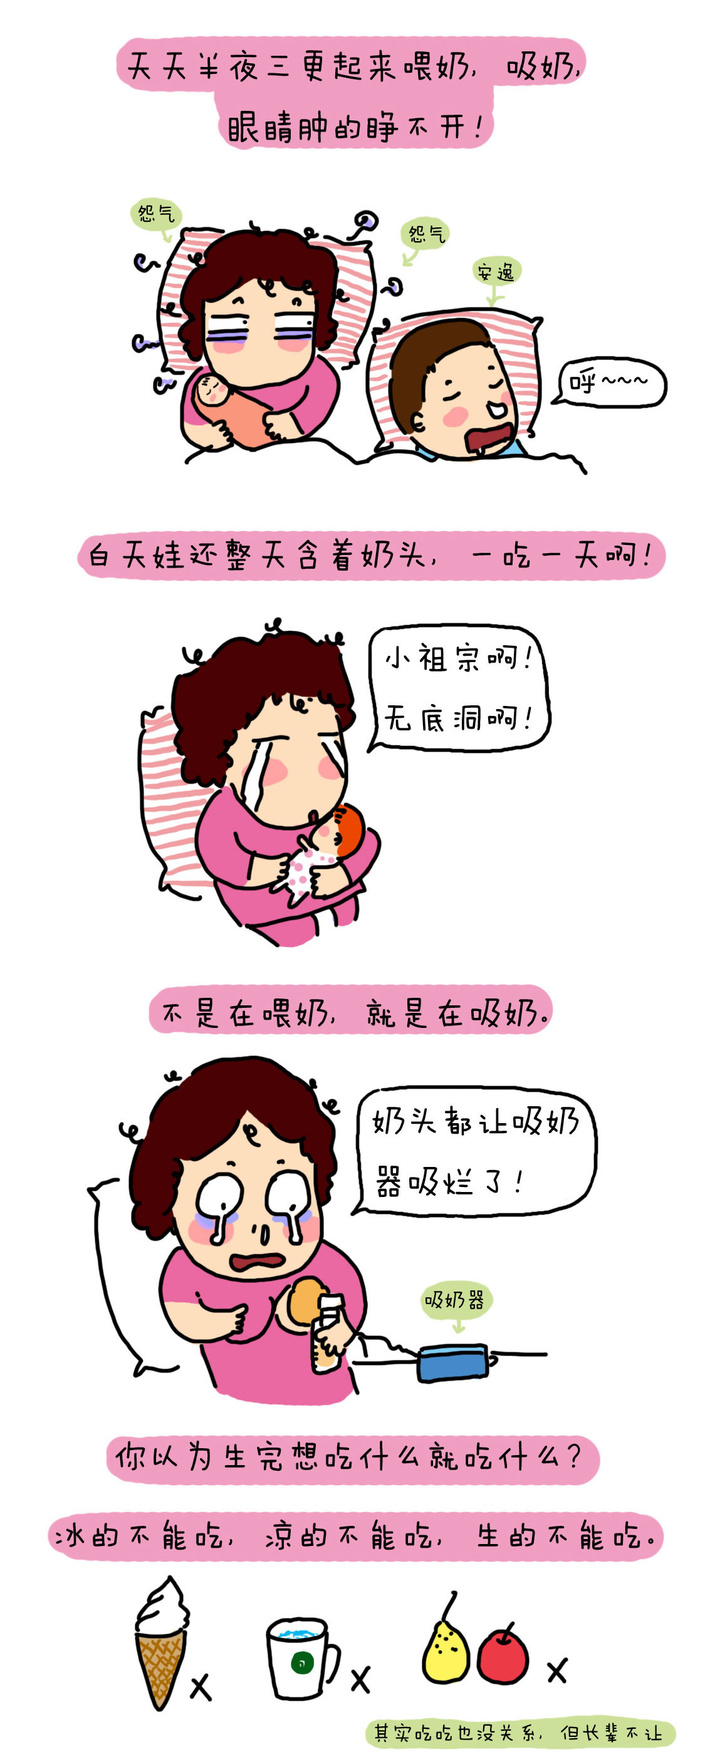 天天半夜三更起来喂奶，吸奶，
眼睛肿的睁不开！
怨气
怨气
安逸
呼~~~
白天娃还整天含着奶头，一吃一天啊！
小祖宗啊！
无底洞啊！
不是在喂奶，就是在吸奶。
奶头都让吸奶
器吸烂了！
吸奶器
你以为生完想吃什么就吃什么？
冰的不能吃，凉的不能吃，生的不能吃。
x x x
其实吃吃也没关系，但长辈不让